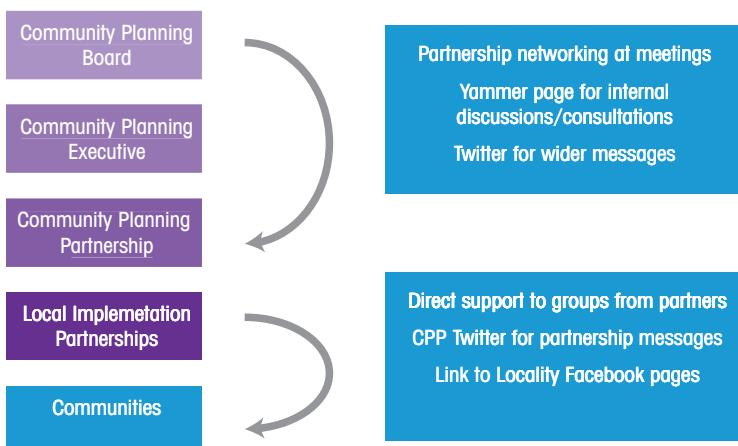 Community Planning
Board
Community Planning
Executive
Community Planning
Partnership
Local Implemetation
Partnerships
Communities
Partnership networking at meetings
Yammer page for internal
discussions/consultations
Twitter for wider messages
Direct support to groups from partners
CPP Twitter for partnership messages
Link to Locality Facebook pages